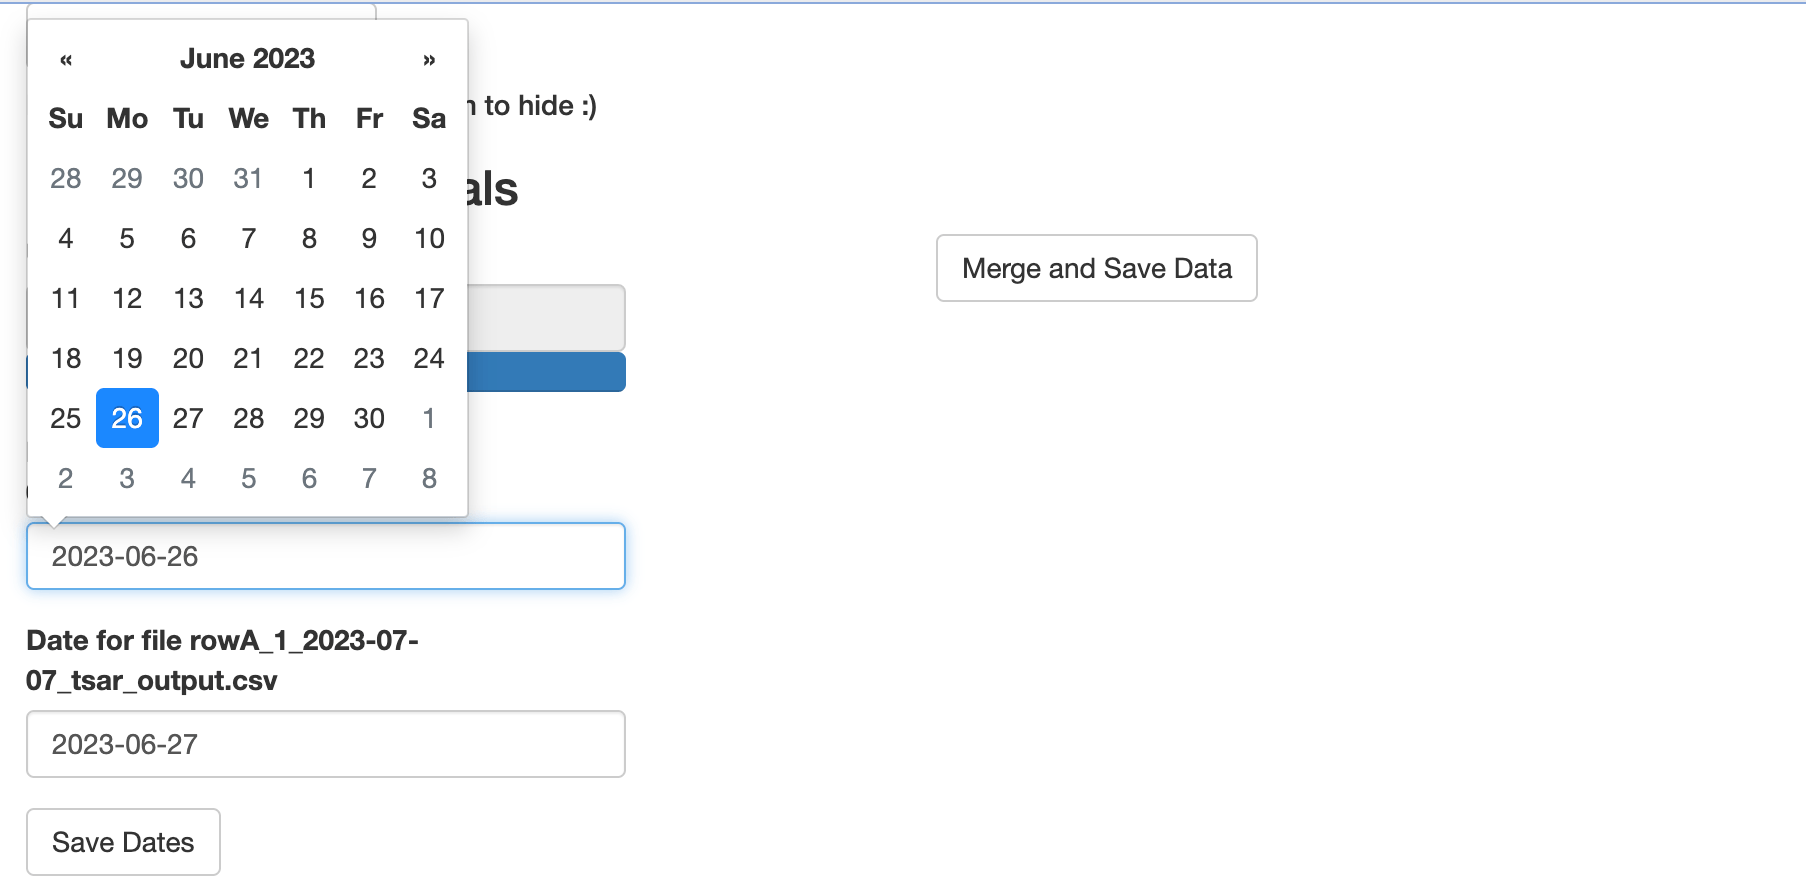 « June 2023 »
Su Mo Tu We Th Fr Sa
28 29 30 31 1 2 3
4 5 6 7 8 9 10
11 12 13 14 15 16 17
18 19 20 21 22 23 24
25 26 27 28 29 30 1
2 3 4 5 6 7 8
to hide :)
Merge and Save Data
2023-06-26
Date for file rowA_1_2023-07-
07_tsar_output.csv
2023-06-27
Save Dates